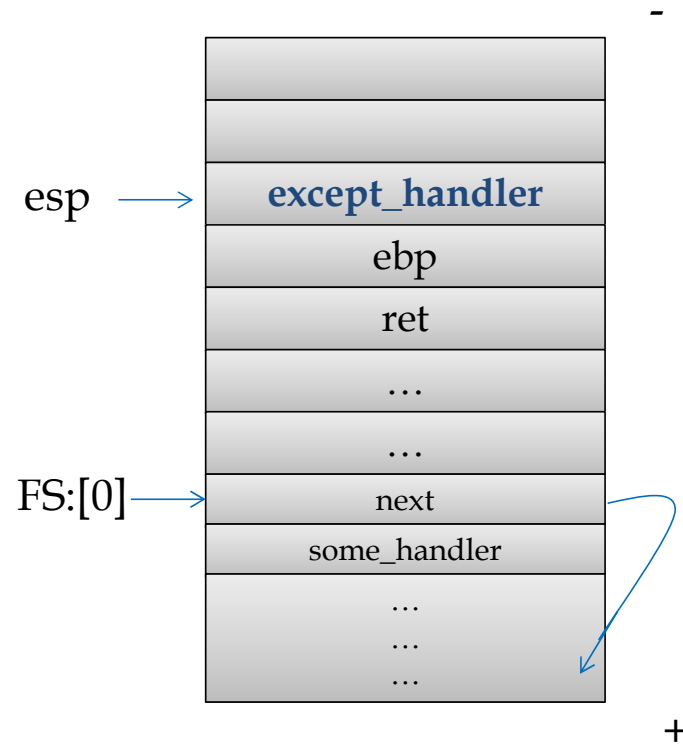 -
esp
except_handler
ebp
ret
...
...
FS:[0]
next
some_handler
...
...
...
+